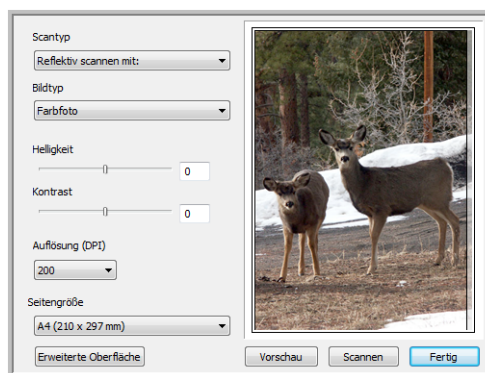 Scantyp
Reflektiv scannen mit:
Bildtyp
Farbfoto
Helligkeit
0
Kontrast
0
Auflösung (DPI)
200
Seitengröße
A4 (210 x 297 mm)
Erweiterte Oberfläche
Vorschau
Scannen
Fertig